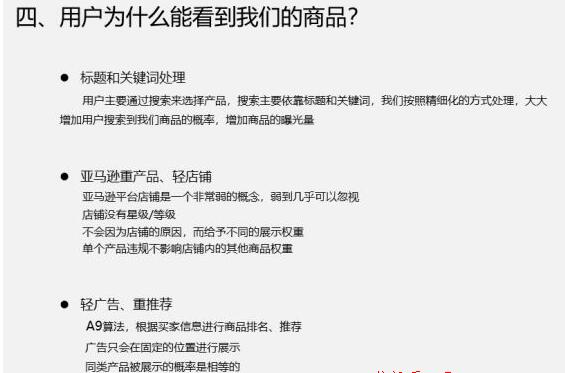 四、用户为什么能看到我们的商品?
● 标题和关键词处理
用户主要通过搜索来选择产品，搜索主要依靠标题和关键词，我们按照精细化的方式处理，大大
增加用户搜索到我们商品的概率，增加商品的曝光量
● 亚马逊重产品、轻店铺
亚马逊平台店铺是一个非常弱的概念，弱到几乎可以忽视
店铺没有星级/等级
不会因为店铺的原因，而给予不同的展示权重
单个产品违规不影响店铺内的其他商品权重
● 轻广告、重推荐
A9算法，根据买家信息进行商品排名、推荐
广告只会在固定的位置进行展示
同类产品被展示的概率是相等的